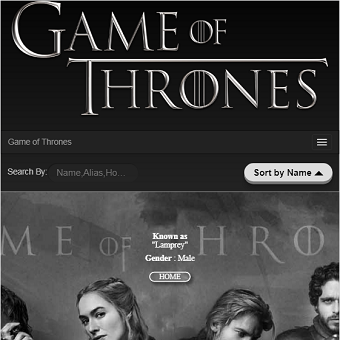 GAME OF
THRONES
Game of Thrones
Search By: Name,Alias,Ho...
Sort by Name
ME OF THRO
Known as
"Lamprey"
Gender : Male
HOME